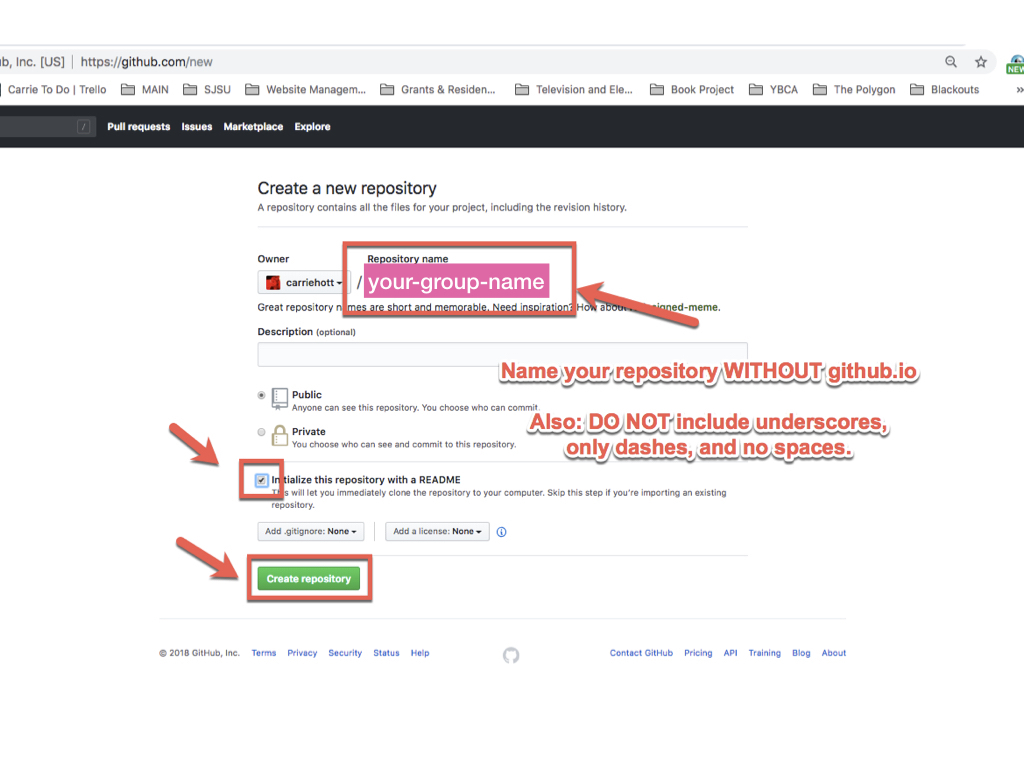 b, Inc. [US] | https://github.com/new
NEW
Carrie To Do | Trello MAIN SJSU Website Managem... Grants & Residen... Television and Ele... Book Project YBCA The Polygon Blackouts »
/ Pull requests Issues Marketplace Explore
Create a new repository
A repository contains all the files for your project, including the revision history.
Owner Repository name
carriehott / your-group-name
Great repository names are short and memorable. Need inspiration? How about igned-meme.
Description (optional)
Name your repository WITHOUT github.io
Public
Anyone can see this repository. You choose who can commit.
Also: DO NOT include underscores,
only dashes, and no spaces.
Private
You choose who can see and commit to this repository.
Initialize this repository with a README
This will let you immediately clone the repository to your computer. Skip this step if you're importing an existing
repository.
Add .gitignore: None Add a license: None
Create repository
© 2018 GitHub, Inc. Terms Privacy Security Status Help Contact GitHub Pricing API Training Blog About